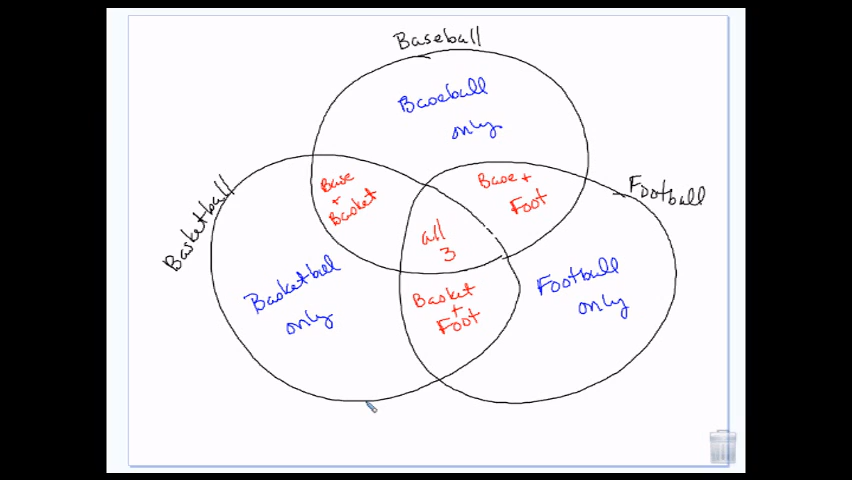 Baseball
Baseball
only
Basketball
Base
+
Basket
Base +
Foot
Football
all
3
Basketball
only
Basket
+
Foot
Football
only